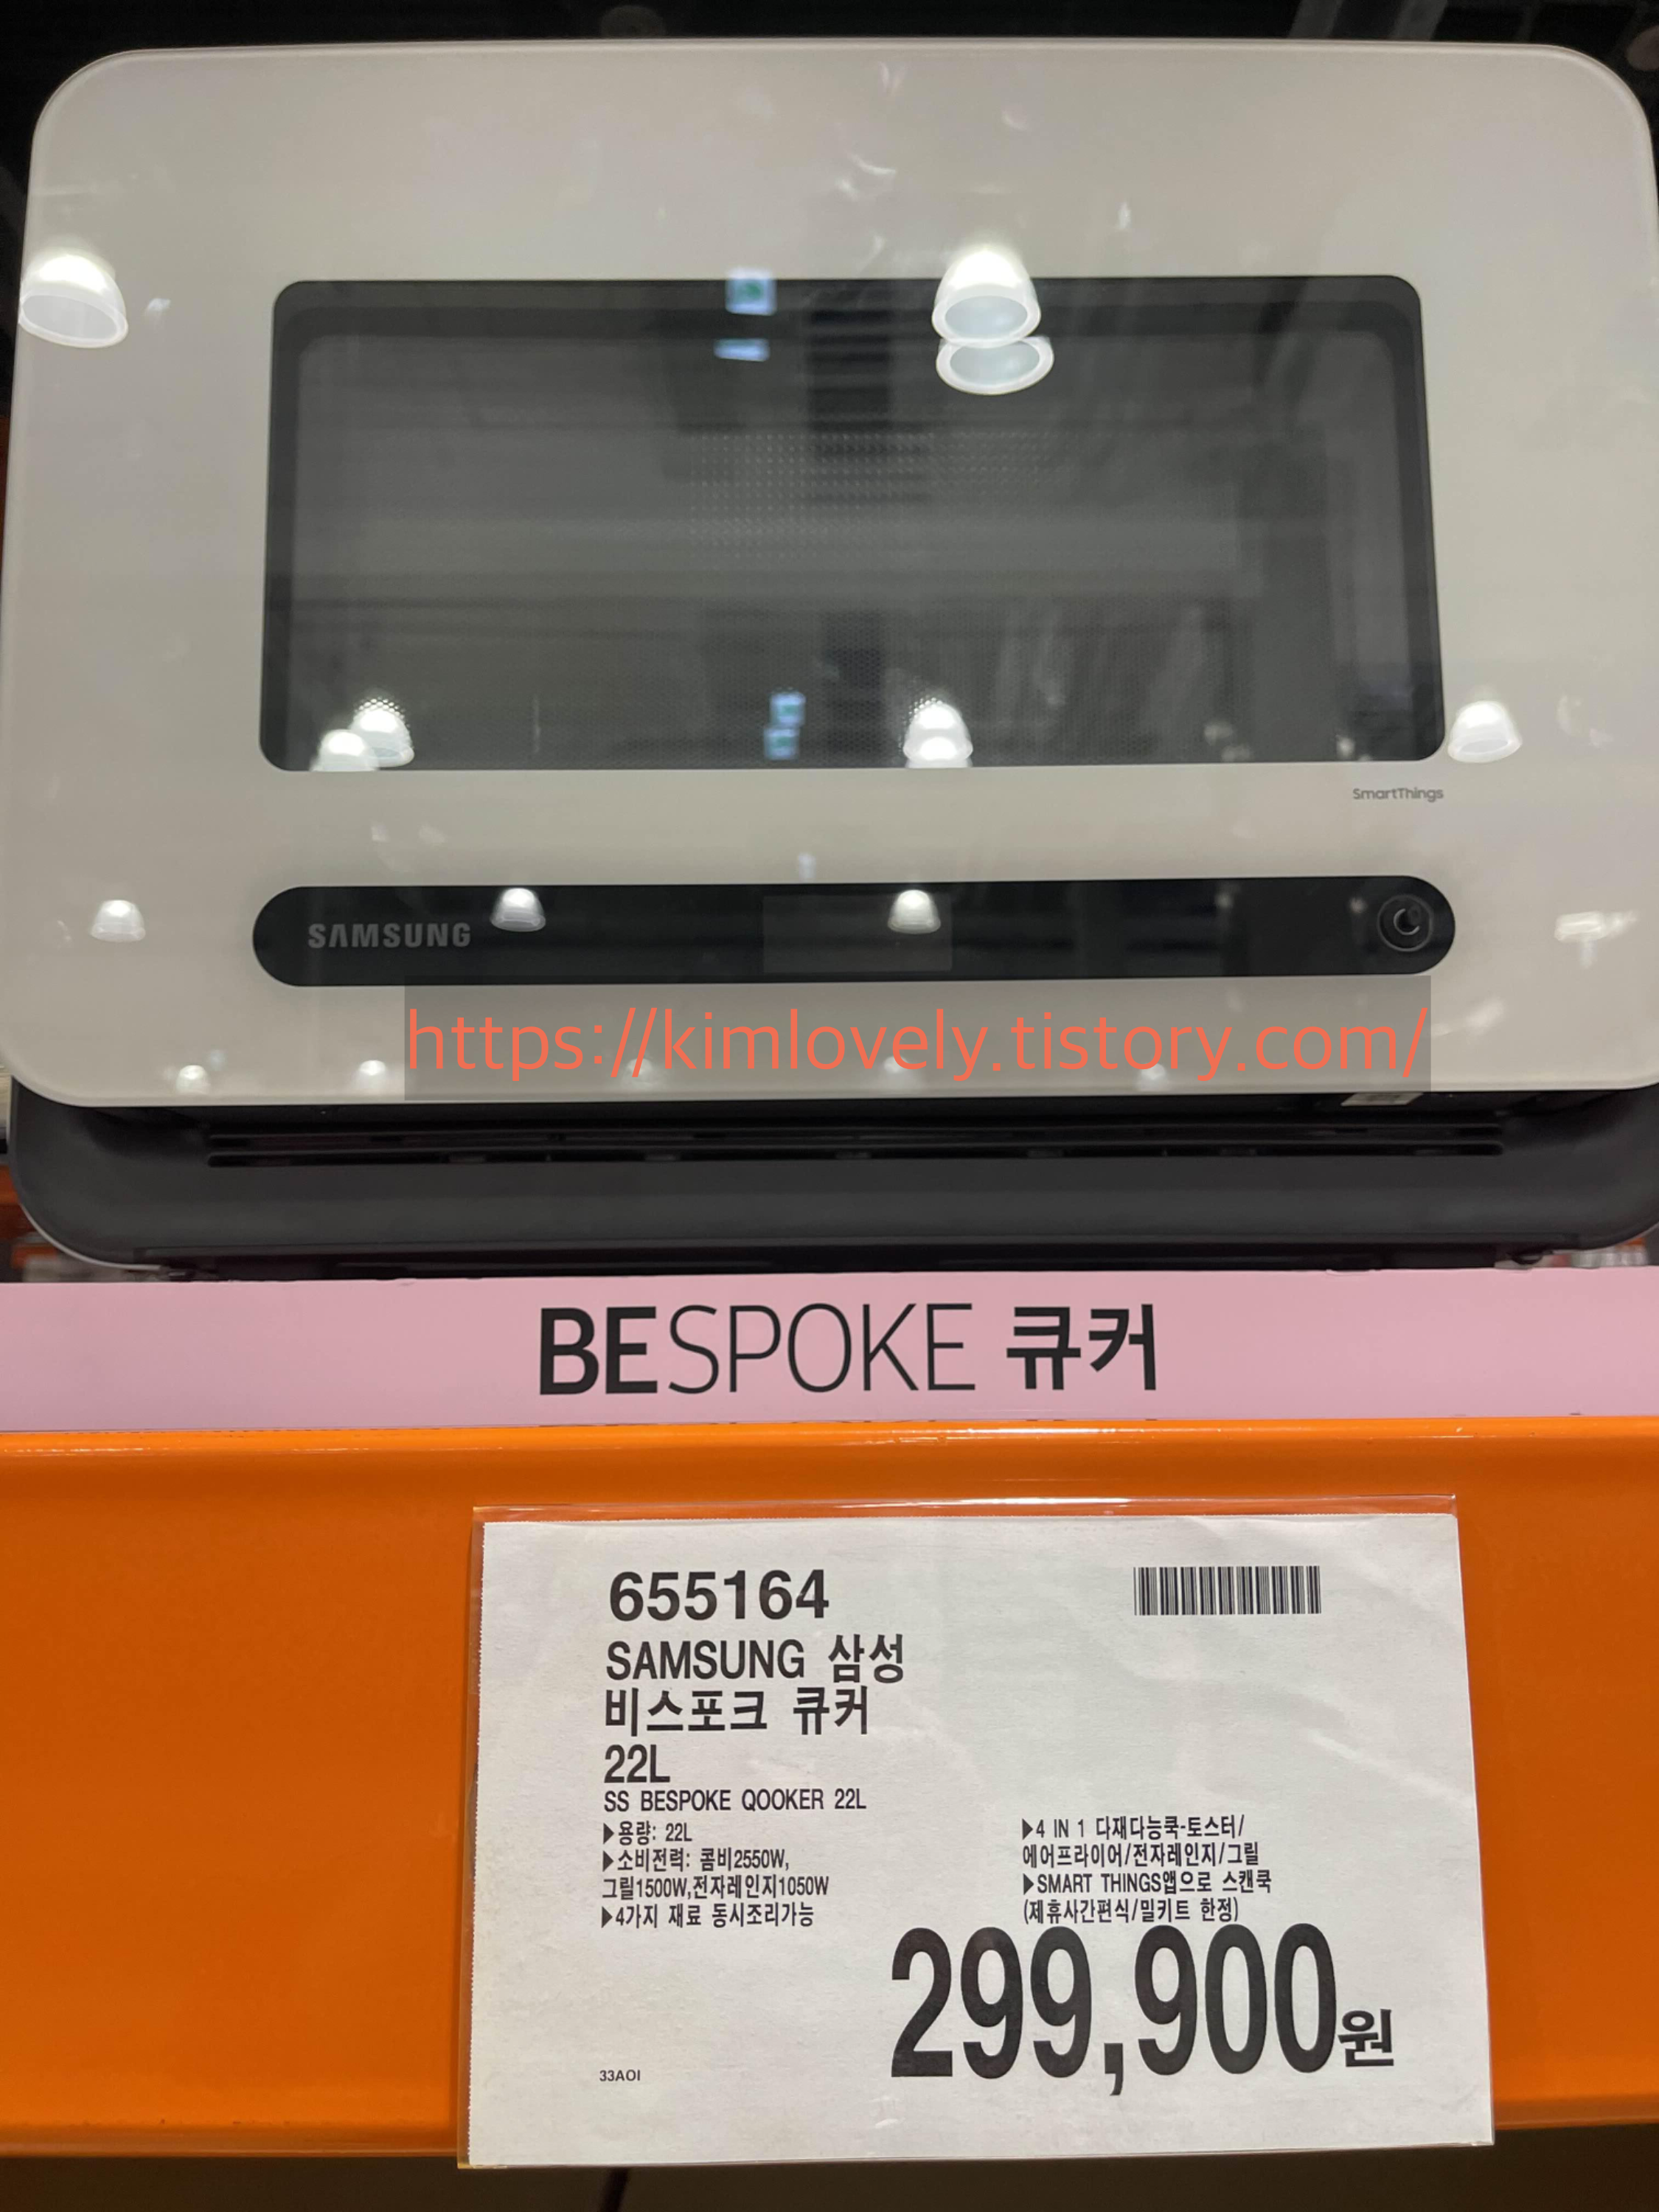 SmartThings
SAMSUNG
https://kimlovely.tistory.com/
BESPOKE 큐커
655164
SAMSUNG 삼성
비스포크 큐커
22L
SS BESPOKE QOOKER 22L
▶용량: 22L
▶소비전력: 콤비2550W,
그릴1500W,전자레인지1050W
▶4가지 재료 동시조리가능
▶4 IN 1 다재다능쿡-토스터/
에어프라이어/전자레인지/그릴
▶SMART THINGS앱으로 스캔쿡
(제휴사간편식/밀키트 한정)
299,900원
33AOI